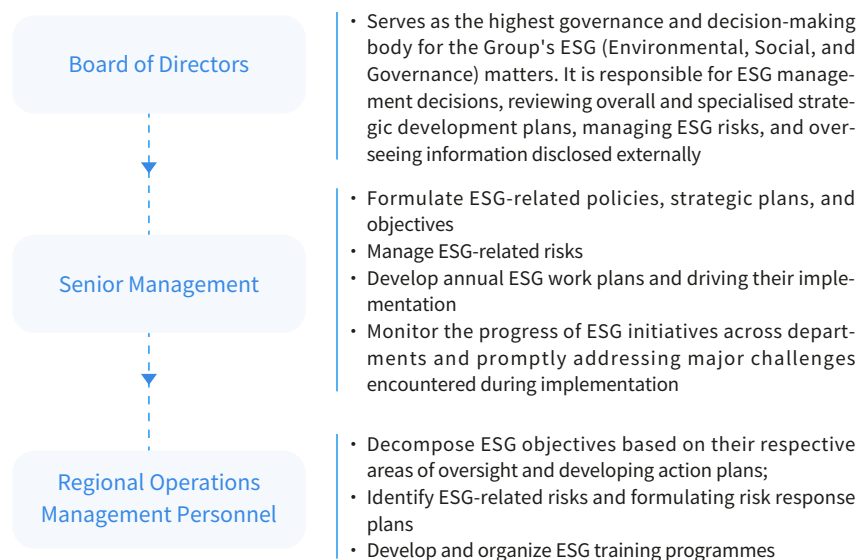 Board of Directors
• Serves as the highest governance and decision-making
body for the Group's ESG (Environmental, Social, and
Governance) matters. It is responsible for ESG manage-
ment decisions, reviewing overall and specialised strate-
gic development plans, managing ESG risks, and over-
seeing information disclosed externally
Senior Management
• Formulate ESG-related policies, strategic plans, and
objectives
• Manage ESG-related risks
• Develop annual ESG work plans and driving their imple-
mentation
• Monitor the progress of ESG initiatives across depart-
ments and promptly addressing major challenges
encountered during implementation
Regional Operations
Management Personnel
• Decompose ESG objectives based on their respective
areas of oversight and developing action plans;
• Identify ESG-related risks and formulating risk response
plans
• Develop and organize ESG training programmes